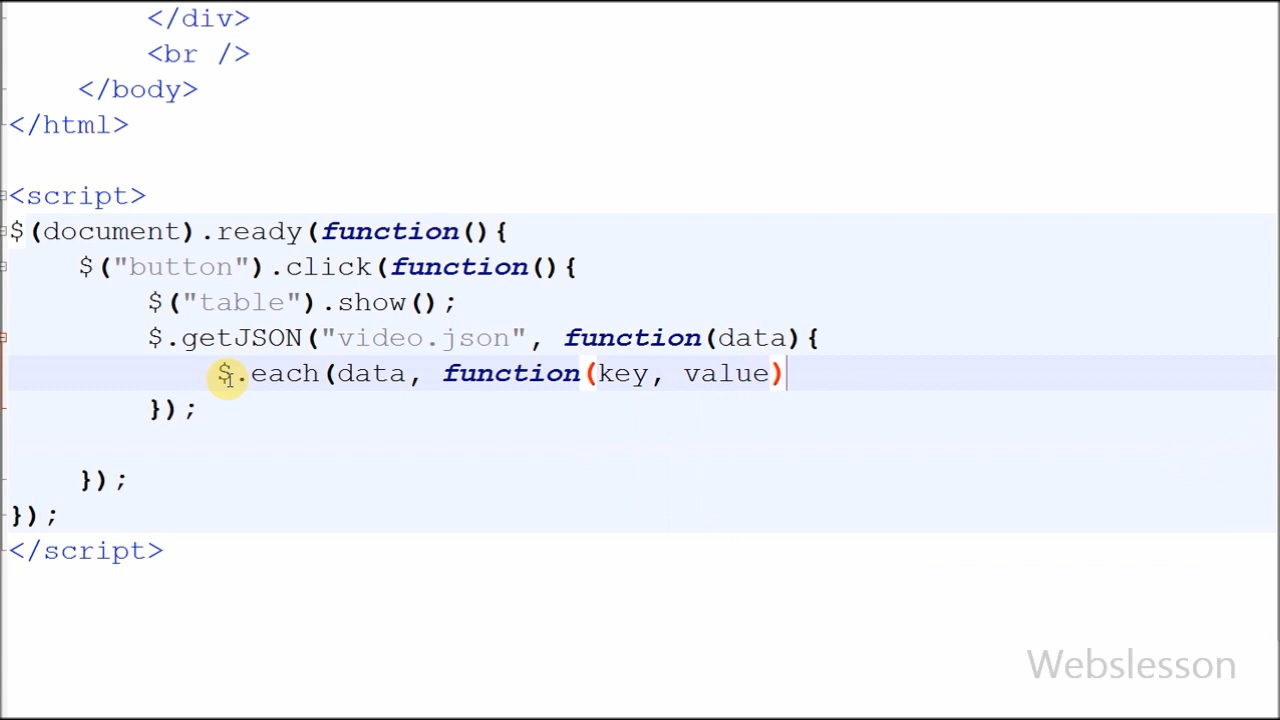 </div>
<br />
</body>
</html>
<script>
$(document).ready(function(){
$("button").click(function(){
$("table").show();
$.getJSON("video.json", function(data){
$.each(data, function(key, value)
});
});
});
</script>
Webslesson